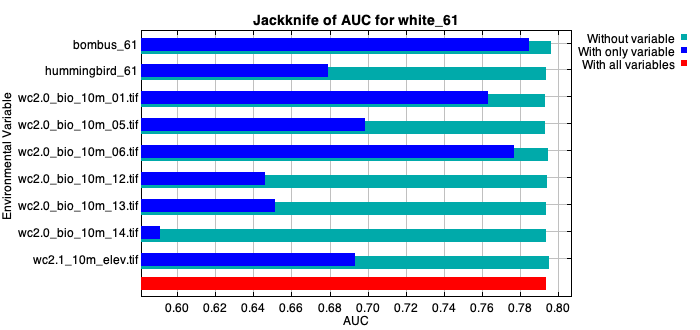 Jackknife of AUC for white_61
Without variable
With only variable
With all variables
Environmental Variable
bombus_61
hummingbird_61
wc2.0_bio_10m_01.tif
wc2.0_bio_10m_05.tif
wc2.0_bio_10m_06.tif
wc2.0_bio_10m_12.tif
wc2.0_bio_10m_13.tif
wc2.0_bio_10m_14.tif
wc2.1_10m_elev.tif
0.60 0.62 0.64 0.66 0.68 0.70 0.72 0.74 0.76 0.78 0.80
AUC